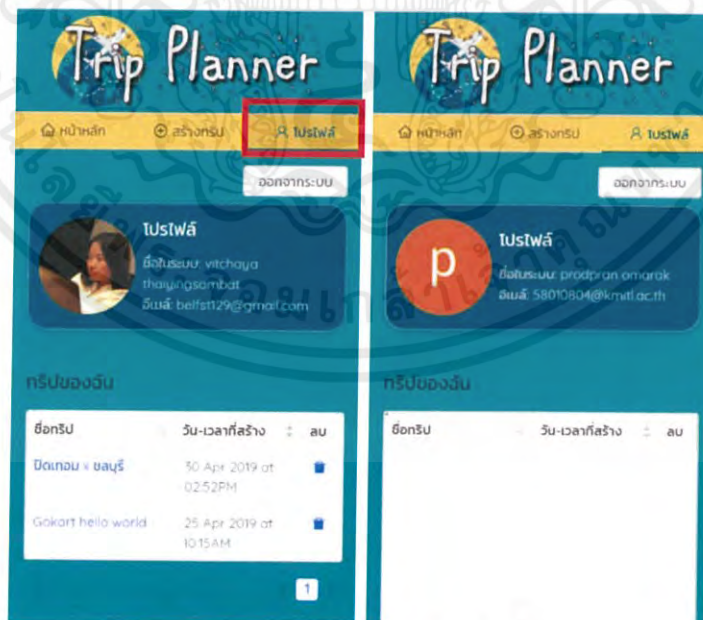 Trip Planner
หน้าหลัก
สร้างทริป
โปรไฟล์
ออกจากระบบ
โปรไฟล์
ชื่อในระบบ: vitchaya
thaiyingsombat
อีเมล์: belfst129@gmail.com
ทริปของฉัน
ชื่อทริป
วัน-เวลาที่สร้าง
ลบ
ปิดเทอม x ชลบุรี
30 Apr 2019 at
02:52PM
Gokart hello world
25 Apr 2019 at
10:15AM
1
Trip Planner
หน้าหลัก
สร้างทริป
โปรไฟล์
ออกจากระบบ
p
โปรไฟล์
ชื่อในระบบ: prodpran omarak
อีเมล์: 58010804@kmitl.ac.th
ทริปของฉัน
ชื่อทริป
วัน-เวลาที่สร้าง
ลบ